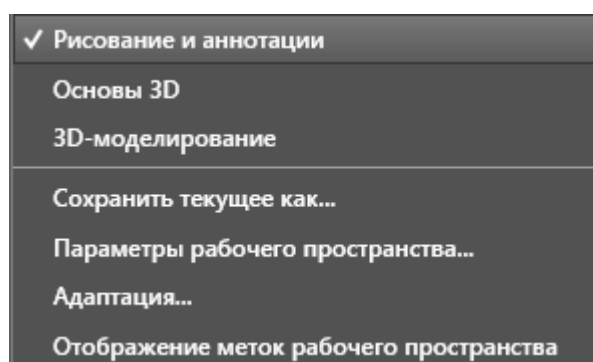 Рисование и аннотации
Основы 3D
3D-моделирование
Сохранить текущее как...
Параметры рабочего пространства...
Адаптация...
Отображение меток рабочего пространства